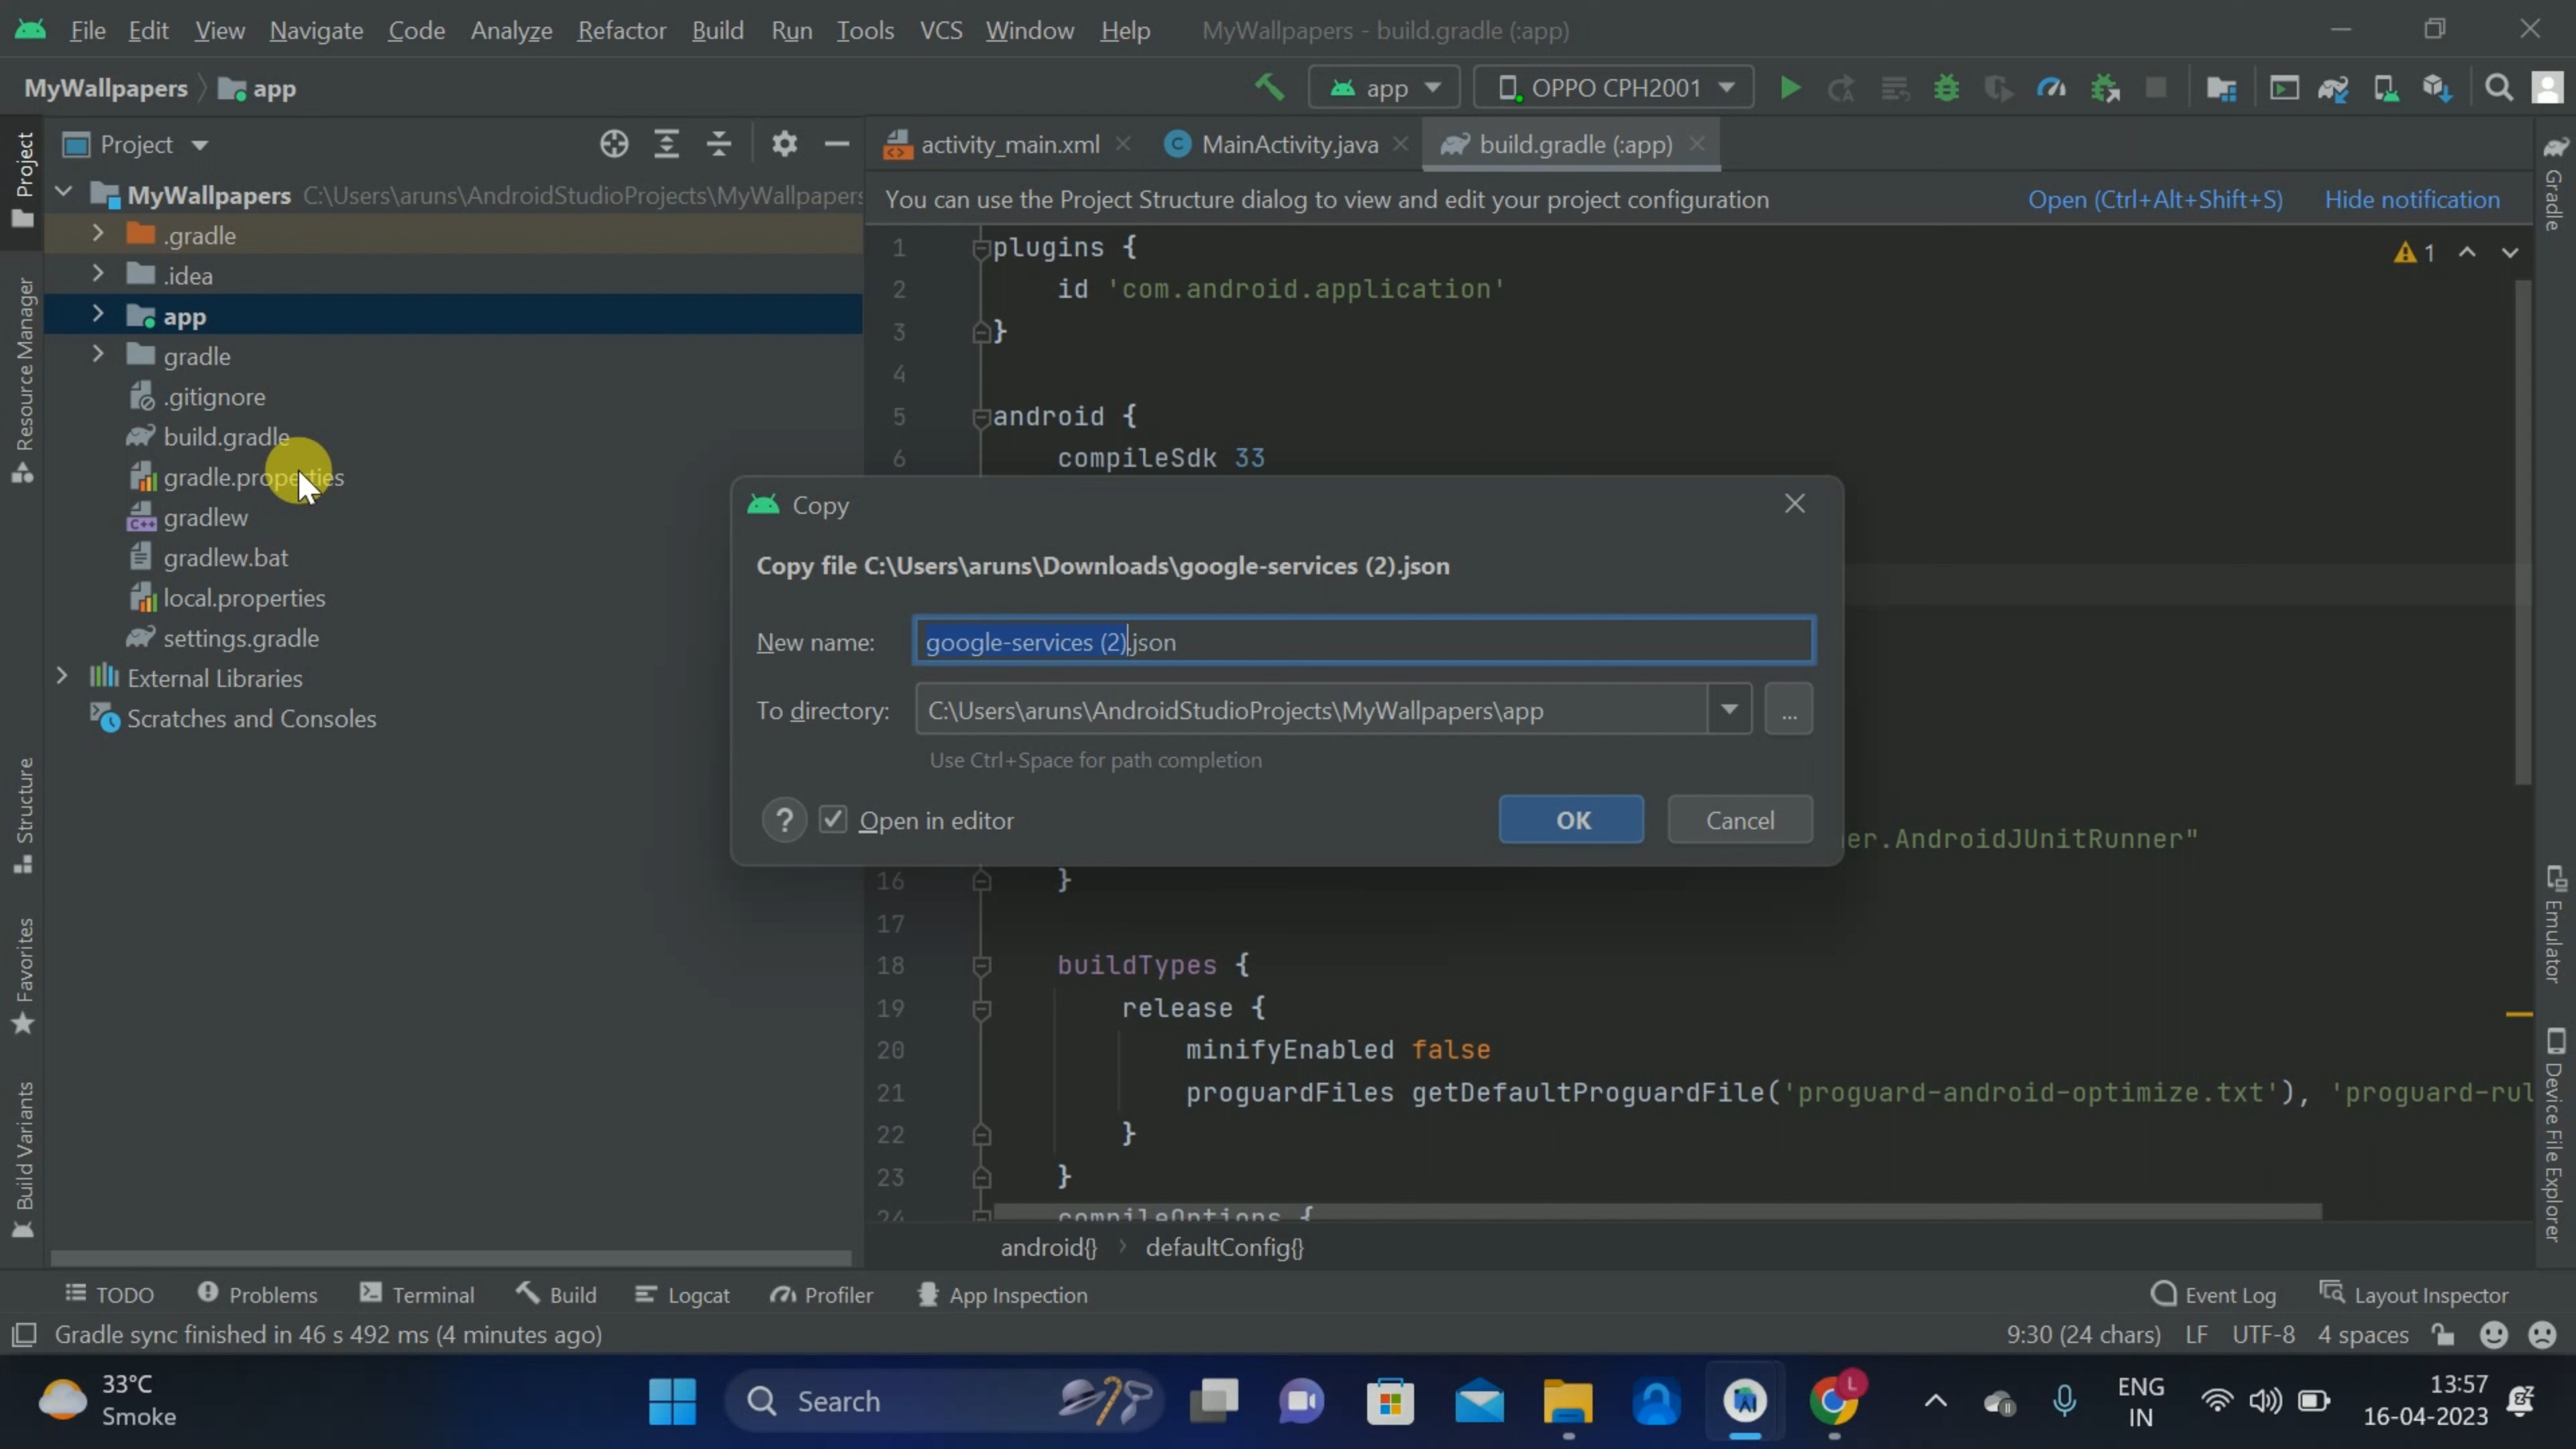 File Edit View Navigate Code Analyze Refactor Build Run Tools VCS Window Help MyWallpapers - build.gradle (:app)
MyWallpapers app app OPPO CPH2001
Project
activity_main.xml MainActivity.java build.gradle (:app)
MyWallpapers C:\Users\aruns\AndroidStudioProjects\MyWallpapers
You can use the Project Structure dialog to view and edit your project configuration Open (Ctrl+Alt+Shift+S) Hide notification
.gradle
.idea
app
gradle
.gitignore
build.gradle
gradle.properties
gradlew
gradlew.bat
local.properties
settings.gradle
External Libraries
Scratches and Consoles
1 plugins {
2 id 'com.android.application'
3 }
4
5 android {
6 compileSdk 33
Copy
Copy file C:\Users\aruns\Downloads\google-services (2).json
New name: google-services (2).json
To directory: C:\Users\aruns\AndroidStudioProjects\MyWallpapers\app ...
Use Ctrl+Space for path completion
? Open in editor OK Cancel
er.AndroidJUnitRunner"
16 }
17
18 buildTypes {
19 release {
20 minifyEnabled false
21 proguardFiles getDefaultProguardFile('proguard-android-optimize.txt'), 'proguard-rul
22 }
23 }
24 compileOptions {
android{} defaultConfig{}
1
Project
Resource Manager
Structure
Favorites
Build Variants
Gradle
Emulator
Device File Explorer
TODO Problems Terminal Build Logcat Profiler App Inspection Event Log Layout Inspector
Gradle sync finished in 46 s 492 ms (4 minutes ago) 9:30 (24 chars) LF UTF-8 4 spaces
33°C
Smoke
Search
L
ENG
IN
13:57
16-04-2023